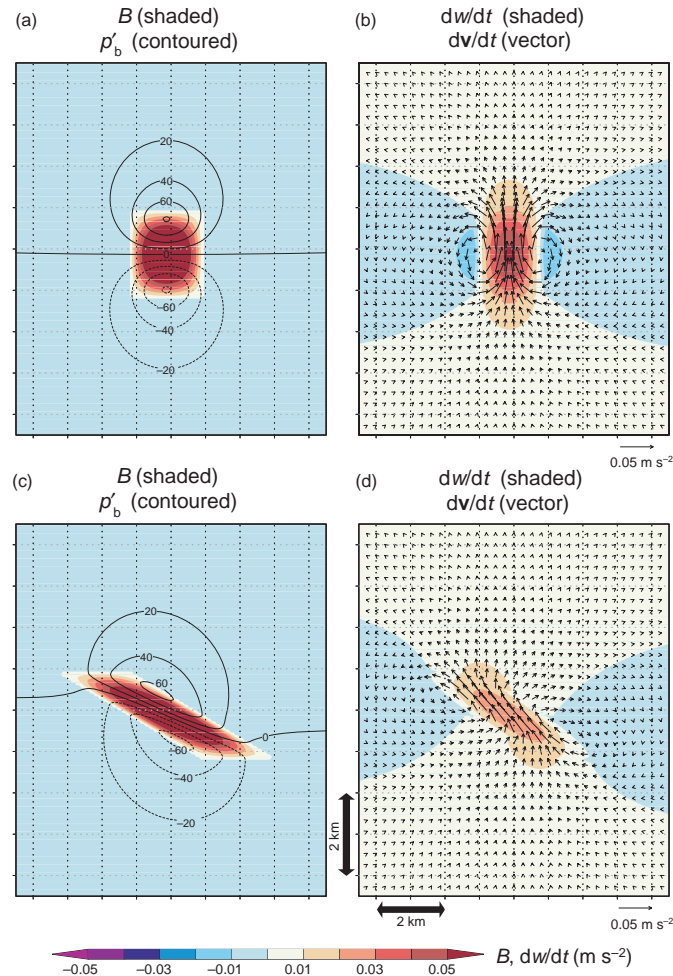 (a)
B (shaded)
p′b (contoured)
20
40
60
0
−60
−40
−20
(b)
dw/dt (shaded)
dv/dt (vector)
0.05 m s−2
(c)
B (shaded)
p′b (contoured)
20
40
60
0
−60
−40
−20
(d)
dw/dt (shaded)
dv/dt (vector)
2 km
2 km
0.05 m s−2
−0.05 −0.03 −0.01 0.01 0.03 0.05
B, dw/dt (m s−2)